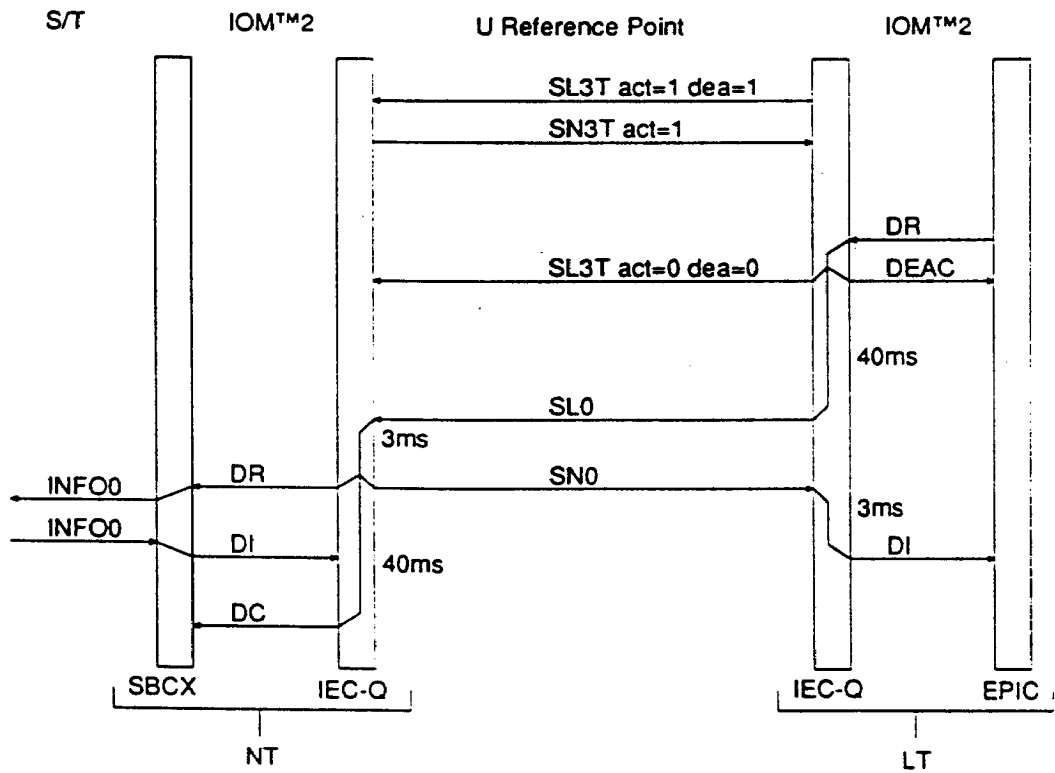 S/T IOM™2 U Reference Point IOM™2
SL3T act=1 dea=1
SN3T act=1
DR
SL3T act=0 dea=0 DEAC
40ms
SL0
3ms
DR SN0
INFO0
3ms
INFO0
DI DI
40ms
DC
SBCX IEC-Q IEC-Q EPIC
NT LT